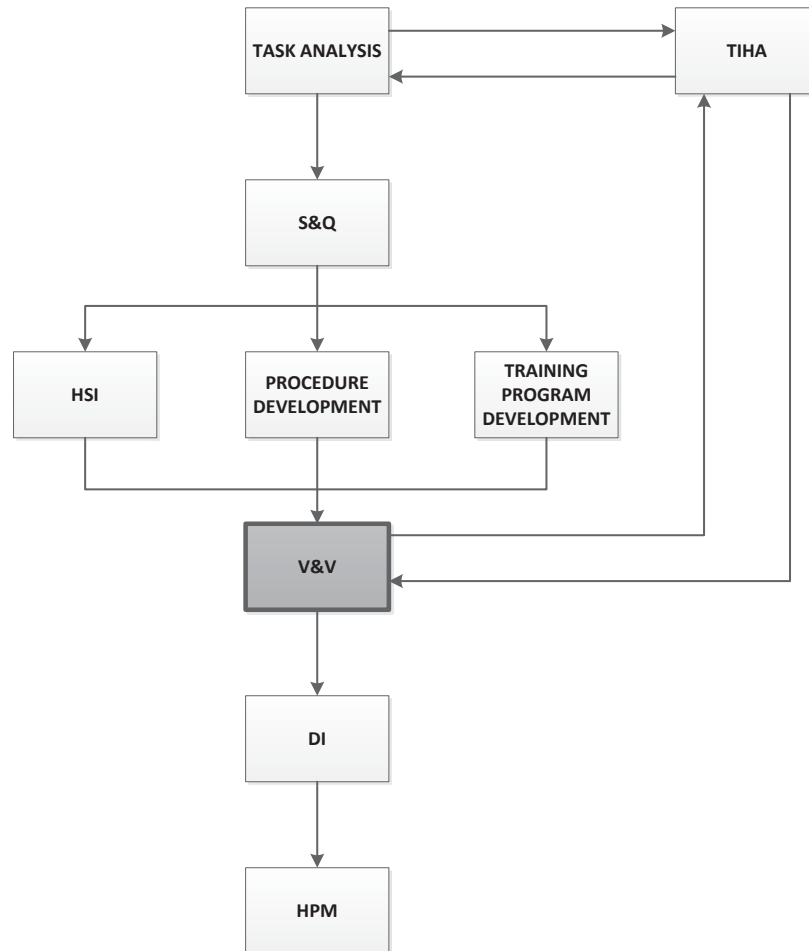 TASK ANALYSIS
TIHA
S&Q
HSI
PROCEDURE
DEVELOPMENT
TRAINING
PROGRAM
DEVELOPMENT
V&V
DI
HPM